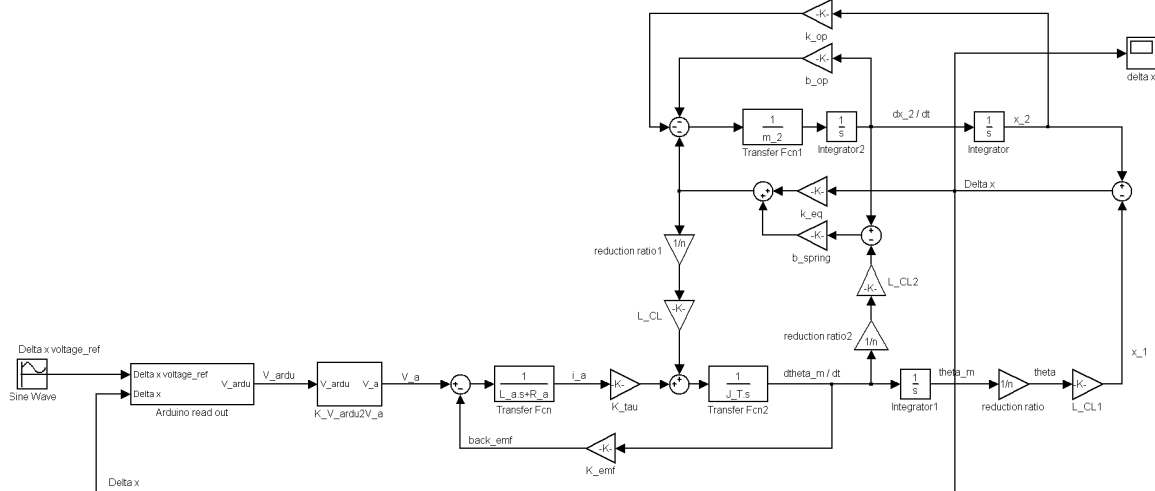 -K-
k_op
-K-
b_op
delta x
1
m_2
Transfer Fcn1
1
s
Integrator2
dx_2 / dt
1
s
Integrator
x_2
-K-
k_eq
Delta x
-K-
b_spring
reduction ratio1
1/n
-K-
L_CL2
L_CL
-K-
reduction ratio2
1/n
x_1
Delta x voltage_ref
Sine Wave
Delta x voltage_ref
Delta x
V_ardu
Arduino read out
V_ardu
V_ardu
V_a
K_V_ardu2V_a
V_a
1
L_a.s+R_a
Transfer Fcn
i_a
-K-
K_tau
1
J_T.s
Transfer Fcn2
dtheta_m / dt
1
s
Integrator1
theta_m
1/n
reduction ratio
theta
-K-
L_CL1
back_emf
-K-
K_emf
Delta x